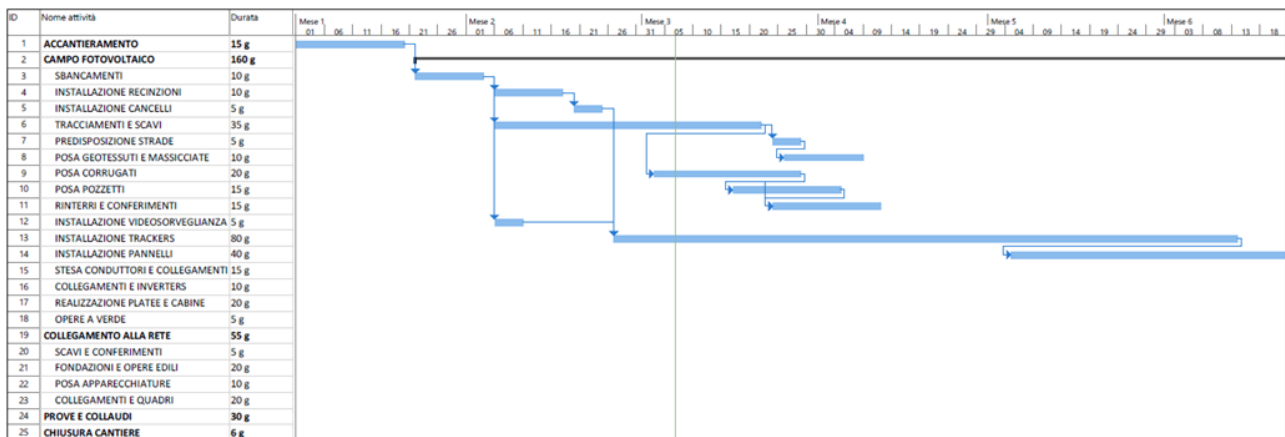 ID Nome attività Durata Mese 1 Mese 2 Mese 3 Mese 4 Mese 5 Mese 6
01 06 11 16 21 26 01 06 11 16 21 26 31 05 10 15 20 25 30 04 09 14 19 24 29 04 09 14 19 24 29 03 08 13 18
1 ACCANTIERAMENTO 15 g
2 CAMPO FOTOVOLTAICO 160 g
3 SBANCAMENTI 10 g
4 INSTALLAZIONE RECINZIONI 10 g
5 INSTALLAZIONE CANCELLI 5 g
6 TRACCIAMENTI E SCAVI 35 g
7 PREDISPOSIZIONE STRADE 5 g
8 POSA GEOTESSUTI E MASSICCIATE 10 g
9 POSA CORRUGATI 20 g
10 POSA POZZETTI 15 g
11 RINTERRI E CONFERIMENTI 15 g
12 INSTALLAZIONE VIDEOSORVEGLIANZA 5 g
13 INSTALLAZIONE TRACKERS 80 g
14 INSTALLAZIONE PANNELLI 40 g
15 STESA CONDUTTORI E COLLEGAMENTI 15 g
16 COLLEGAMENTI E INVERTERS 10 g
17 REALIZZAZIONE PLATEE E CABINE 20 g
18 OPERE A VERDE 5 g
19 COLLEGAMENTO ALLA RETE 55 g
20 SCAVI E CONFERIMENTI 5 g
21 FONDAZIONI E OPERE EDILI 20 g
22 POSA APPARECCHIATURE 10 g
23 COLLEGAMENTI E QUADRI 20 g
24 PROVE E COLLAUDI 30 g
25 CHIUSURA CANTIERE 6 g